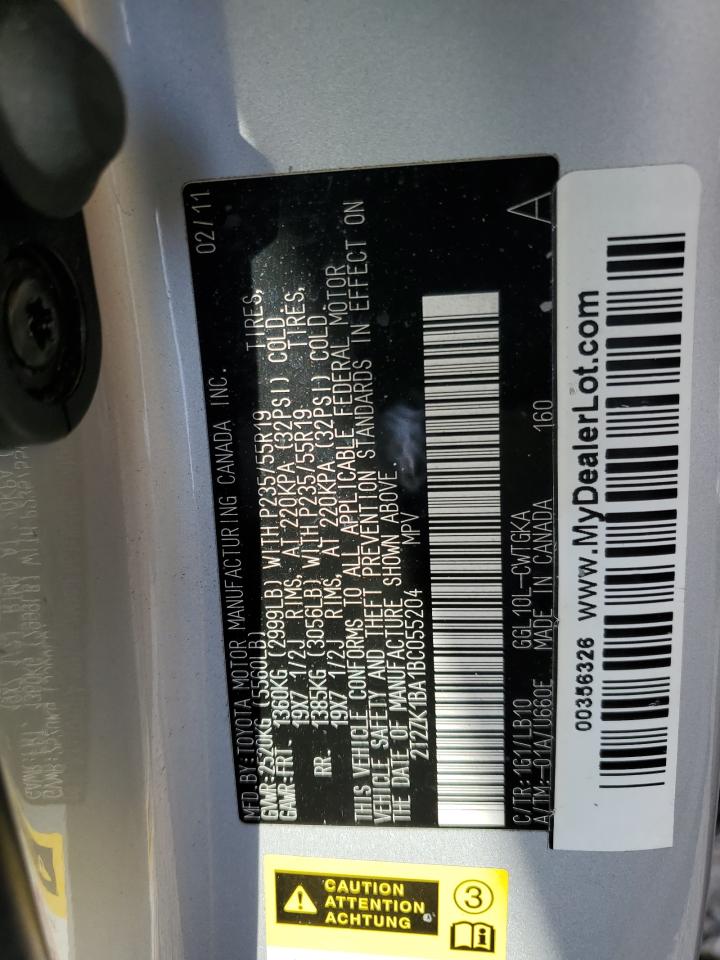 MFD.BY:TOYOTA MOTOR MANUFACTURING CANADA INC. 02/11
GVWR 2520KG (5560LB)
GAWR FRT. 1360KG (2999LB) WITH P235/55R19 TIRES,
19X7 1/2J RIMS, AT 220KPA (32PSI) COLD.
RR. 1385KG (3056LB) WITH P235/55R19 TIRES,
19X7 1/2J RIMS, AT 220KPA (32PSI) COLD.
THIS VEHICLE CONFORMS TO ALL APPLICABLE FEDERAL MOTOR
VEHICLE SAFETY AND THEFT PREVENTION STANDARDS IN EFFECT ON
THE DATE OF MANUFACTURE SHOWN ABOVE.
2T2ZK1BA1BC055204 MPV
C/TR:1G1/LB10 GGL10L-CWTGKA
A/TM:-01A/U660E MADE IN CANADA 160 A
00356326 www.MyDealerLot.com
CAUTION
ATTENTION
ACHTUNG
3